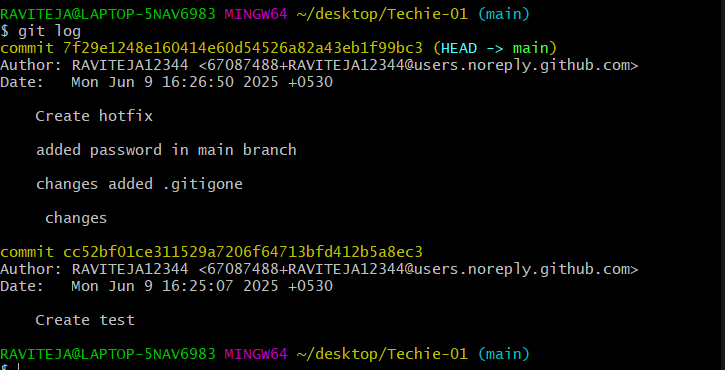 RAVITEJA@LAPTOP-5NAV6983 MINGW64 ~/desktop/Techie-01 (main)
$ git log
commit 7f29e1248e160414e60d54526a82a43eb1f99bc3 (HEAD -> main)
Author: RAVITEJA12344 <67087488+RAVITEJA12344@users.noreply.github.com>
Date:   Mon Jun 9 16:26:50 2025 +0530
    Create hotfix
    added password in main branch
    changes added .gitigone
     changes
commit cc52bf01ce311529a7206f64713bfd412b5a8ec3
Author: RAVITEJA12344 <67087488+RAVITEJA12344@users.noreply.github.com>
Date:   Mon Jun 9 16:25:07 2025 +0530
    Create test
RAVITEJA@LAPTOP-5NAV6983 MINGW64 ~/desktop/Techie-01 (main)
$